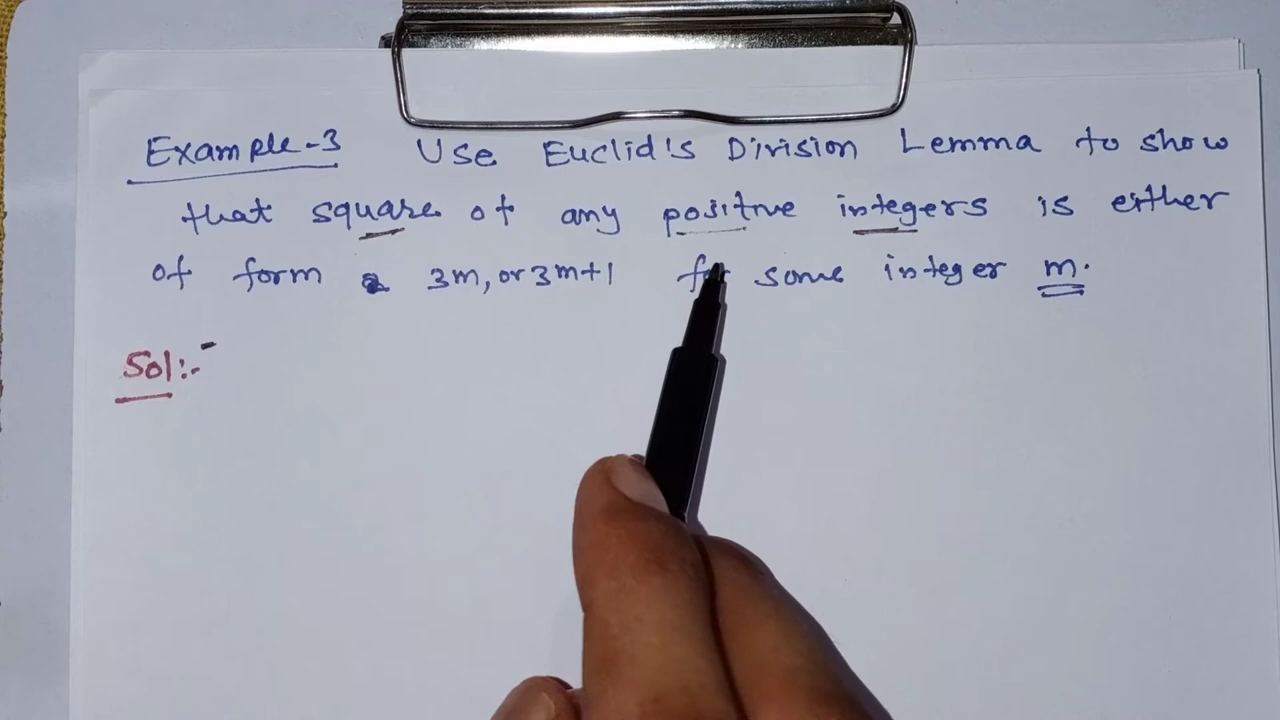 Example-3 Use Euclid's Division Lemma to show
that square of any positive integers is either
of form 3m, or 3m+1 for some integer m.
Sol:-